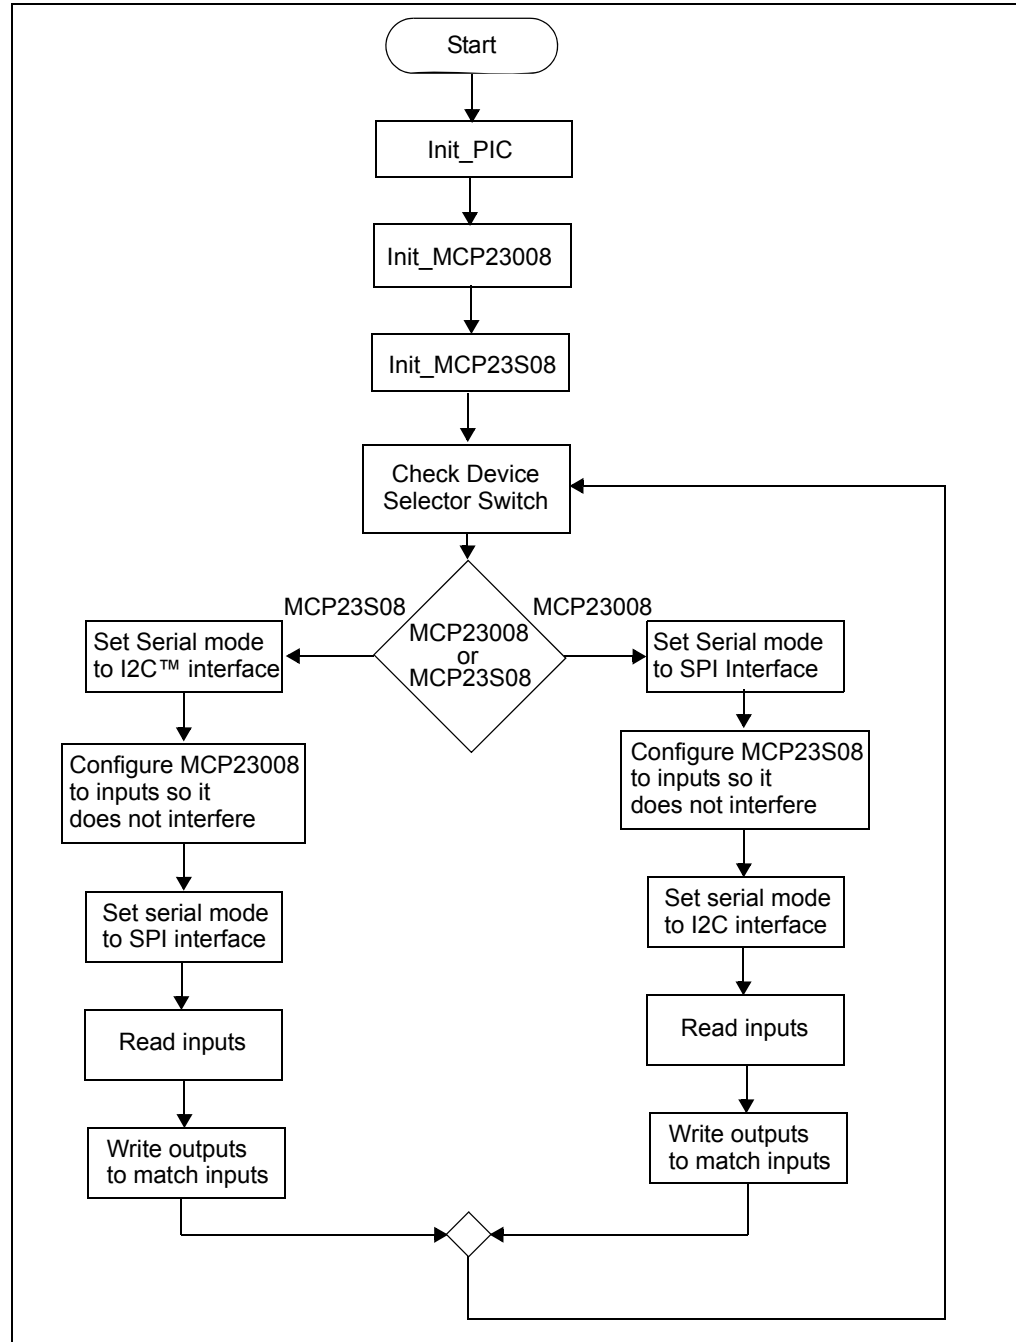 Start
Init_PIC
Init_MCP23008
Init_MCP23S08
Check Device
Selector Switch
MCP23S08
MCP23008
MCP23008
or
MCP23S08
Set Serial mode
to I2C™ interface
Configure MCP23008
to inputs so it
does not interfere
Set serial mode
to SPI interface
Read inputs
Write outputs
to match inputs
Set Serial mode
to SPI Interface
Configure MCP23S08
to inputs so it
does not interfere
Set serial mode
to I2C interface
Read inputs
Write outputs
to match inputs